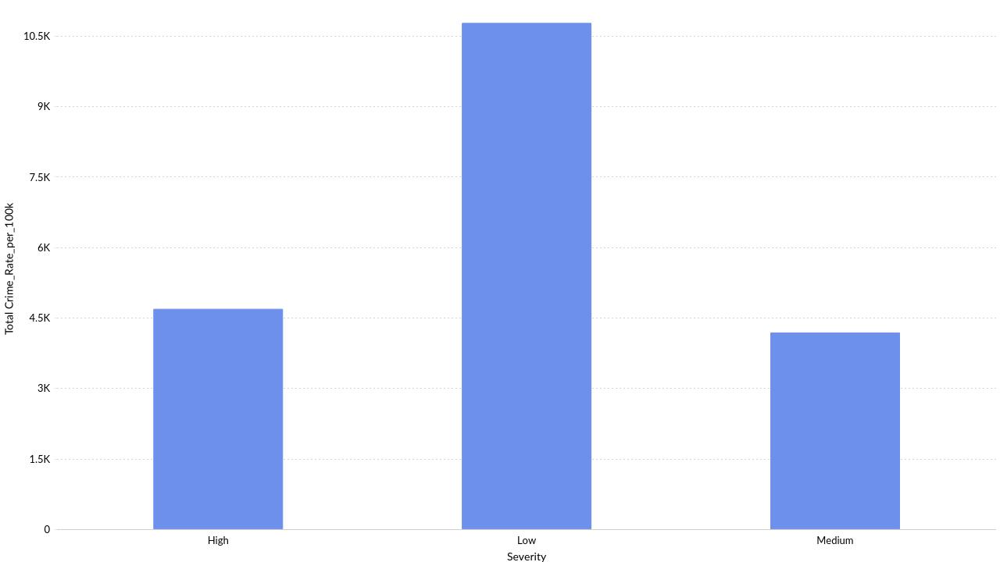 Total Crime_Rate_per_100k
10.5K
9K
7.5K
6K
4.5K
3K
1.5K
0
High
Low
Medium
Severity